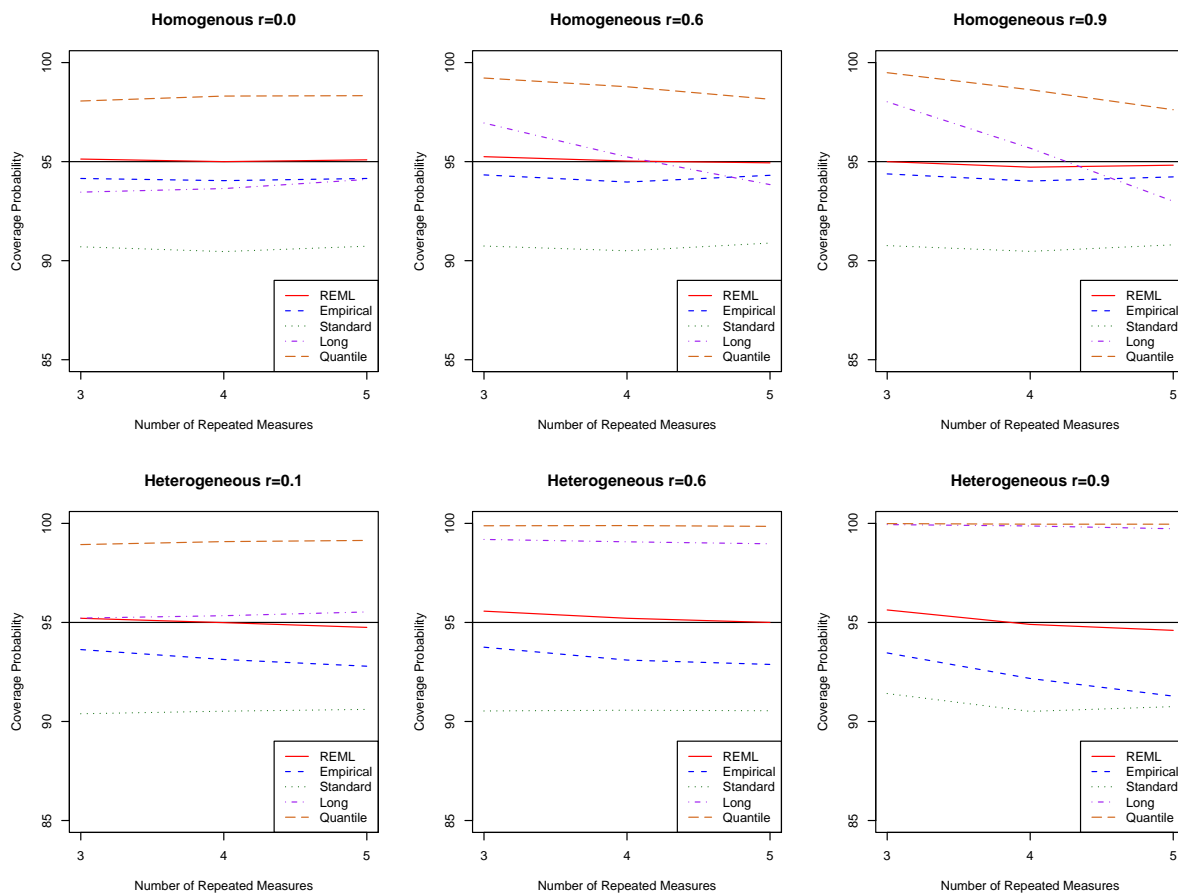 Homogenous r=0.0
Coverage Probability
100
95
90
85
REML
Empirical
Standard
Long
Quantile
3 4 5
Number of Repeated Measures
Homogeneous r=0.6
Coverage Probability
100
95
90
85
REML
Empirical
Standard
Long
Quantile
3 4 5
Number of Repeated Measures
Homogeneous r=0.9
Coverage Probability
100
95
90
85
REML
Empirical
Standard
Long
Quantile
3 4 5
Number of Repeated Measures
Heterogeneous r=0.1
Coverage Probability
100
95
90
85
REML
Empirical
Standard
Long
Quantile
3 4 5
Number of Repeated Measures
Heterogeneous r=0.6
Coverage Probability
100
95
90
85
REML
Empirical
Standard
Long
Quantile
3 4 5
Number of Repeated Measures
Heterogeneous r=0.9
Coverage Probability
100
95
90
85
REML
Empirical
Standard
Long
Quantile
3 4 5
Number of Repeated Measures